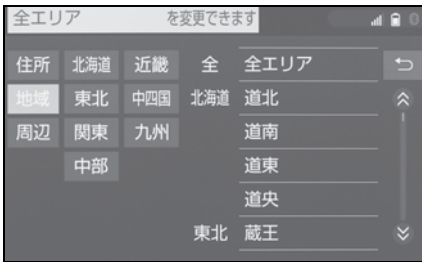 全エリア を変更できます
住所 北海道 近畿 全 全エリア
地域 東北 中四国 北海道 道北
周辺 関東 九州 道南
中部 道東
道央
東北 蔵王